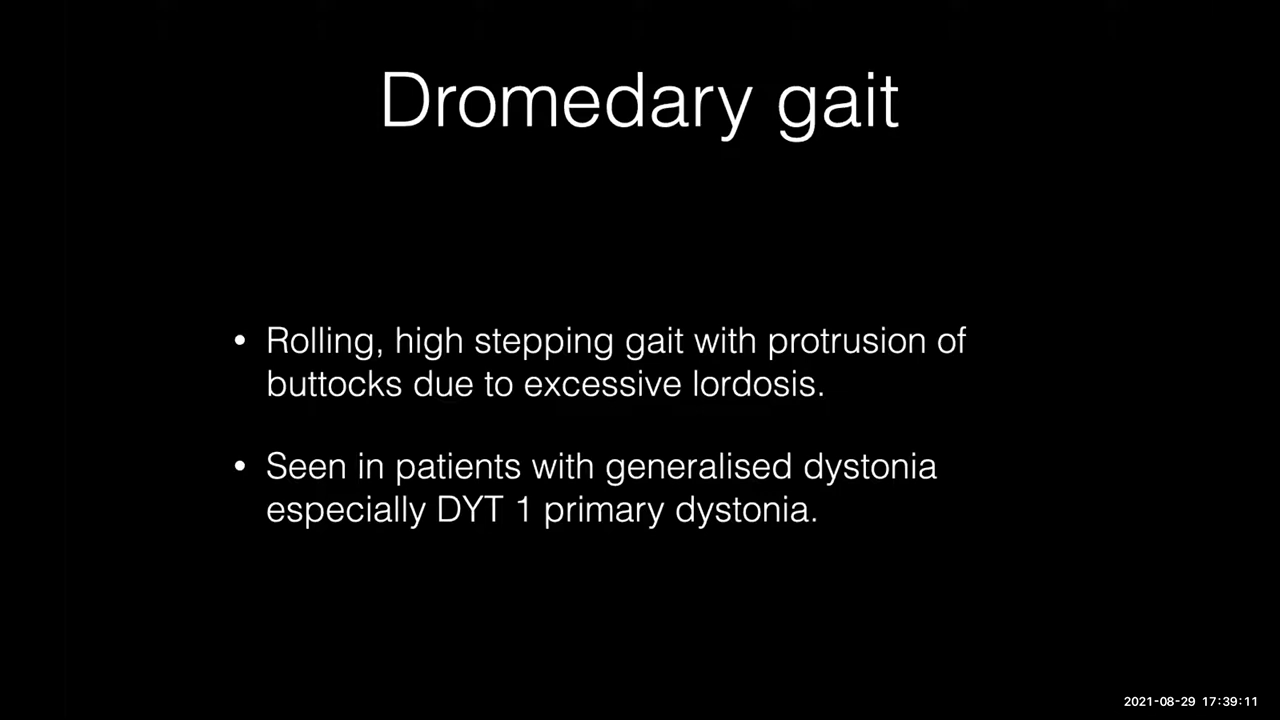 Dromedary gait
• Rolling, high stepping gait with protrusion of
buttocks due to excessive lordosis.
• Seen in patients with generalised dystonia
especially DYT 1 primary dystonia.
2021-08-29 17:39:11